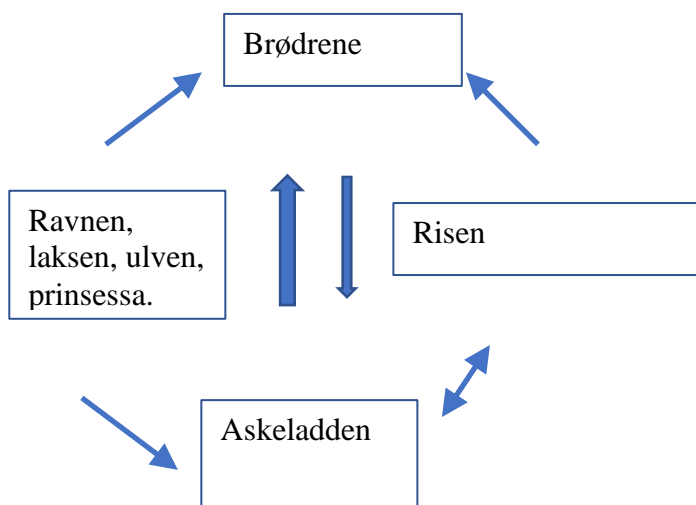 Brødrene
Ravnen,
laksen, ulven,
prinsessa.
Risen
Askeladden